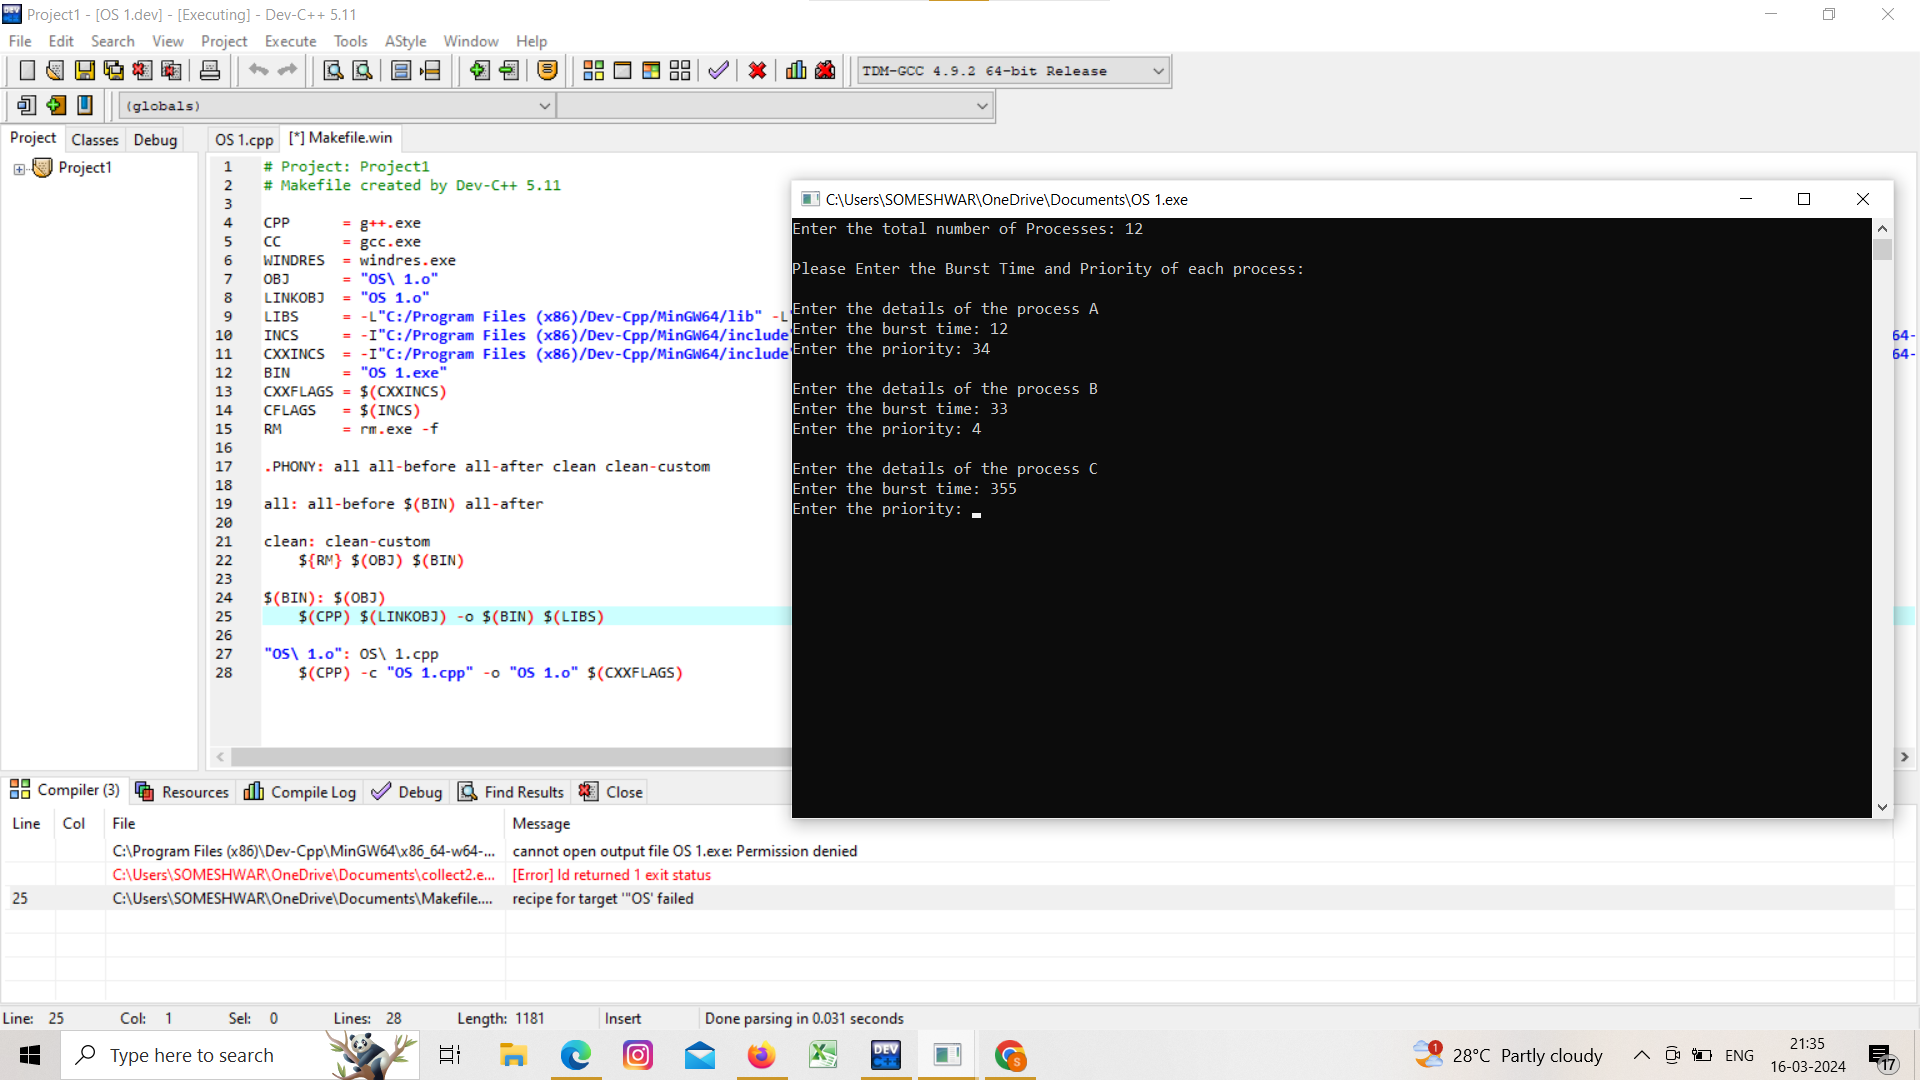 Project1 - [OS 1.dev] - [Executing] - Dev-C++ 5.11
File Edit Search View Project Execute Tools AStyle Window Help
TDM-GCC 4.9.2 64-bit Release
(globals)
Project Classes Debug
OS 1.cpp [*] Makefile.win
Project1
1 # Project: Project1
2 # Makefile created by Dev-C++ 5.11
3
4 CPP = g++.exe
5 CC = gcc.exe
6 WINDRES = windres.exe
7 OBJ = "OS\ 1.o"
8 LINKOBJ = "OS 1.o"
9 LIBS = -L"C:/Program Files (x86)/Dev-Cpp/MinGW64/lib" -L
10 INCS = -I"C:/Program Files (x86)/Dev-Cpp/MinGW64/include 64-
11 CXXINCS = -I"C:/Program Files (x86)/Dev-Cpp/MinGW64/include 64-
12 BIN = "OS 1.exe"
13 CXXFLAGS = $(CXXINCS)
14 CFLAGS = $(INCS)
15 RM = rm.exe -f
16
17 .PHONY: all all-before all-after clean clean-custom
18
19 all: all-before $(BIN) all-after
20
21 clean: clean-custom
22 ${RM} $(OBJ) $(BIN)
23
24 $(BIN): $(OBJ)
25 $(CPP) $(LINKOBJ) -o $(BIN) $(LIBS)
26
27 "OS\ 1.o": OS\ 1.cpp
28 $(CPP) -c "OS 1.cpp" -o "OS 1.o" $(CXXFLAGS)
C:\Users\SOMESHWAR\OneDrive\Documents\OS 1.exe
Enter the total number of Processes: 12
Please Enter the Burst Time and Priority of each process:
Enter the details of the process A
Enter the burst time: 12
Enter the priority: 34
Enter the details of the process B
Enter the burst time: 33
Enter the priority: 4
Enter the details of the process C
Enter the burst time: 355
Enter the priority:
Compiler (3) Resources Compile Log Debug Find Results Close
Line Col File Message
C:\Program Files (x86)\Dev-Cpp\MinGW64\x86_64-w64-... cannot open output file OS 1.exe: Permission denied
C:\Users\SOMESHWAR\OneDrive\Documents\collect2.e... [Error] ld returned 1 exit status
25 C:\Users\SOMESHWAR\OneDrive\Documents\Makefile.... recipe for target '"OS' failed
Line: 25 Col: 1 Sel: 0 Lines: 28 Length: 1181 Insert Done parsing in 0.031 seconds
Type here to search
DEV C++
S
1
28°C Partly cloudy
ENG
21:35
16-03-2024
17